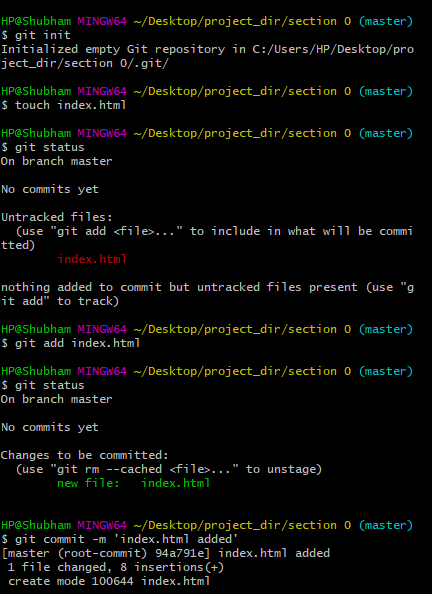 HP@Shubham MINGW64 ~/Desktop/project_dir/section 0 (master)
$ git init
Initialized empty Git repository in C:/Users/HP/Desktop/pro
ject_dir/section 0/.git/
HP@Shubham MINGW64 ~/Desktop/project_dir/section 0 (master)
$ touch index.html
HP@Shubham MINGW64 ~/Desktop/project_dir/section 0 (master)
$ git status
On branch master
No commits yet
Untracked files:
  (use "git add <file>..." to include in what will be commi
tted)
        index.html
nothing added to commit but untracked files present (use "g
it add" to track)
HP@Shubham MINGW64 ~/Desktop/project_dir/section 0 (master)
$ git add index.html
HP@Shubham MINGW64 ~/Desktop/project_dir/section 0 (master)
$ git status
On branch master
No commits yet
Changes to be committed:
  (use "git rm --cached <file>..." to unstage)
        new file:   index.html
HP@Shubham MINGW64 ~/Desktop/project_dir/section 0 (master)
$ git commit -m 'index.html added'
[master (root-commit) 94a791e] index.html added
 1 file changed, 8 insertions(+)
 create mode 100644 index.html